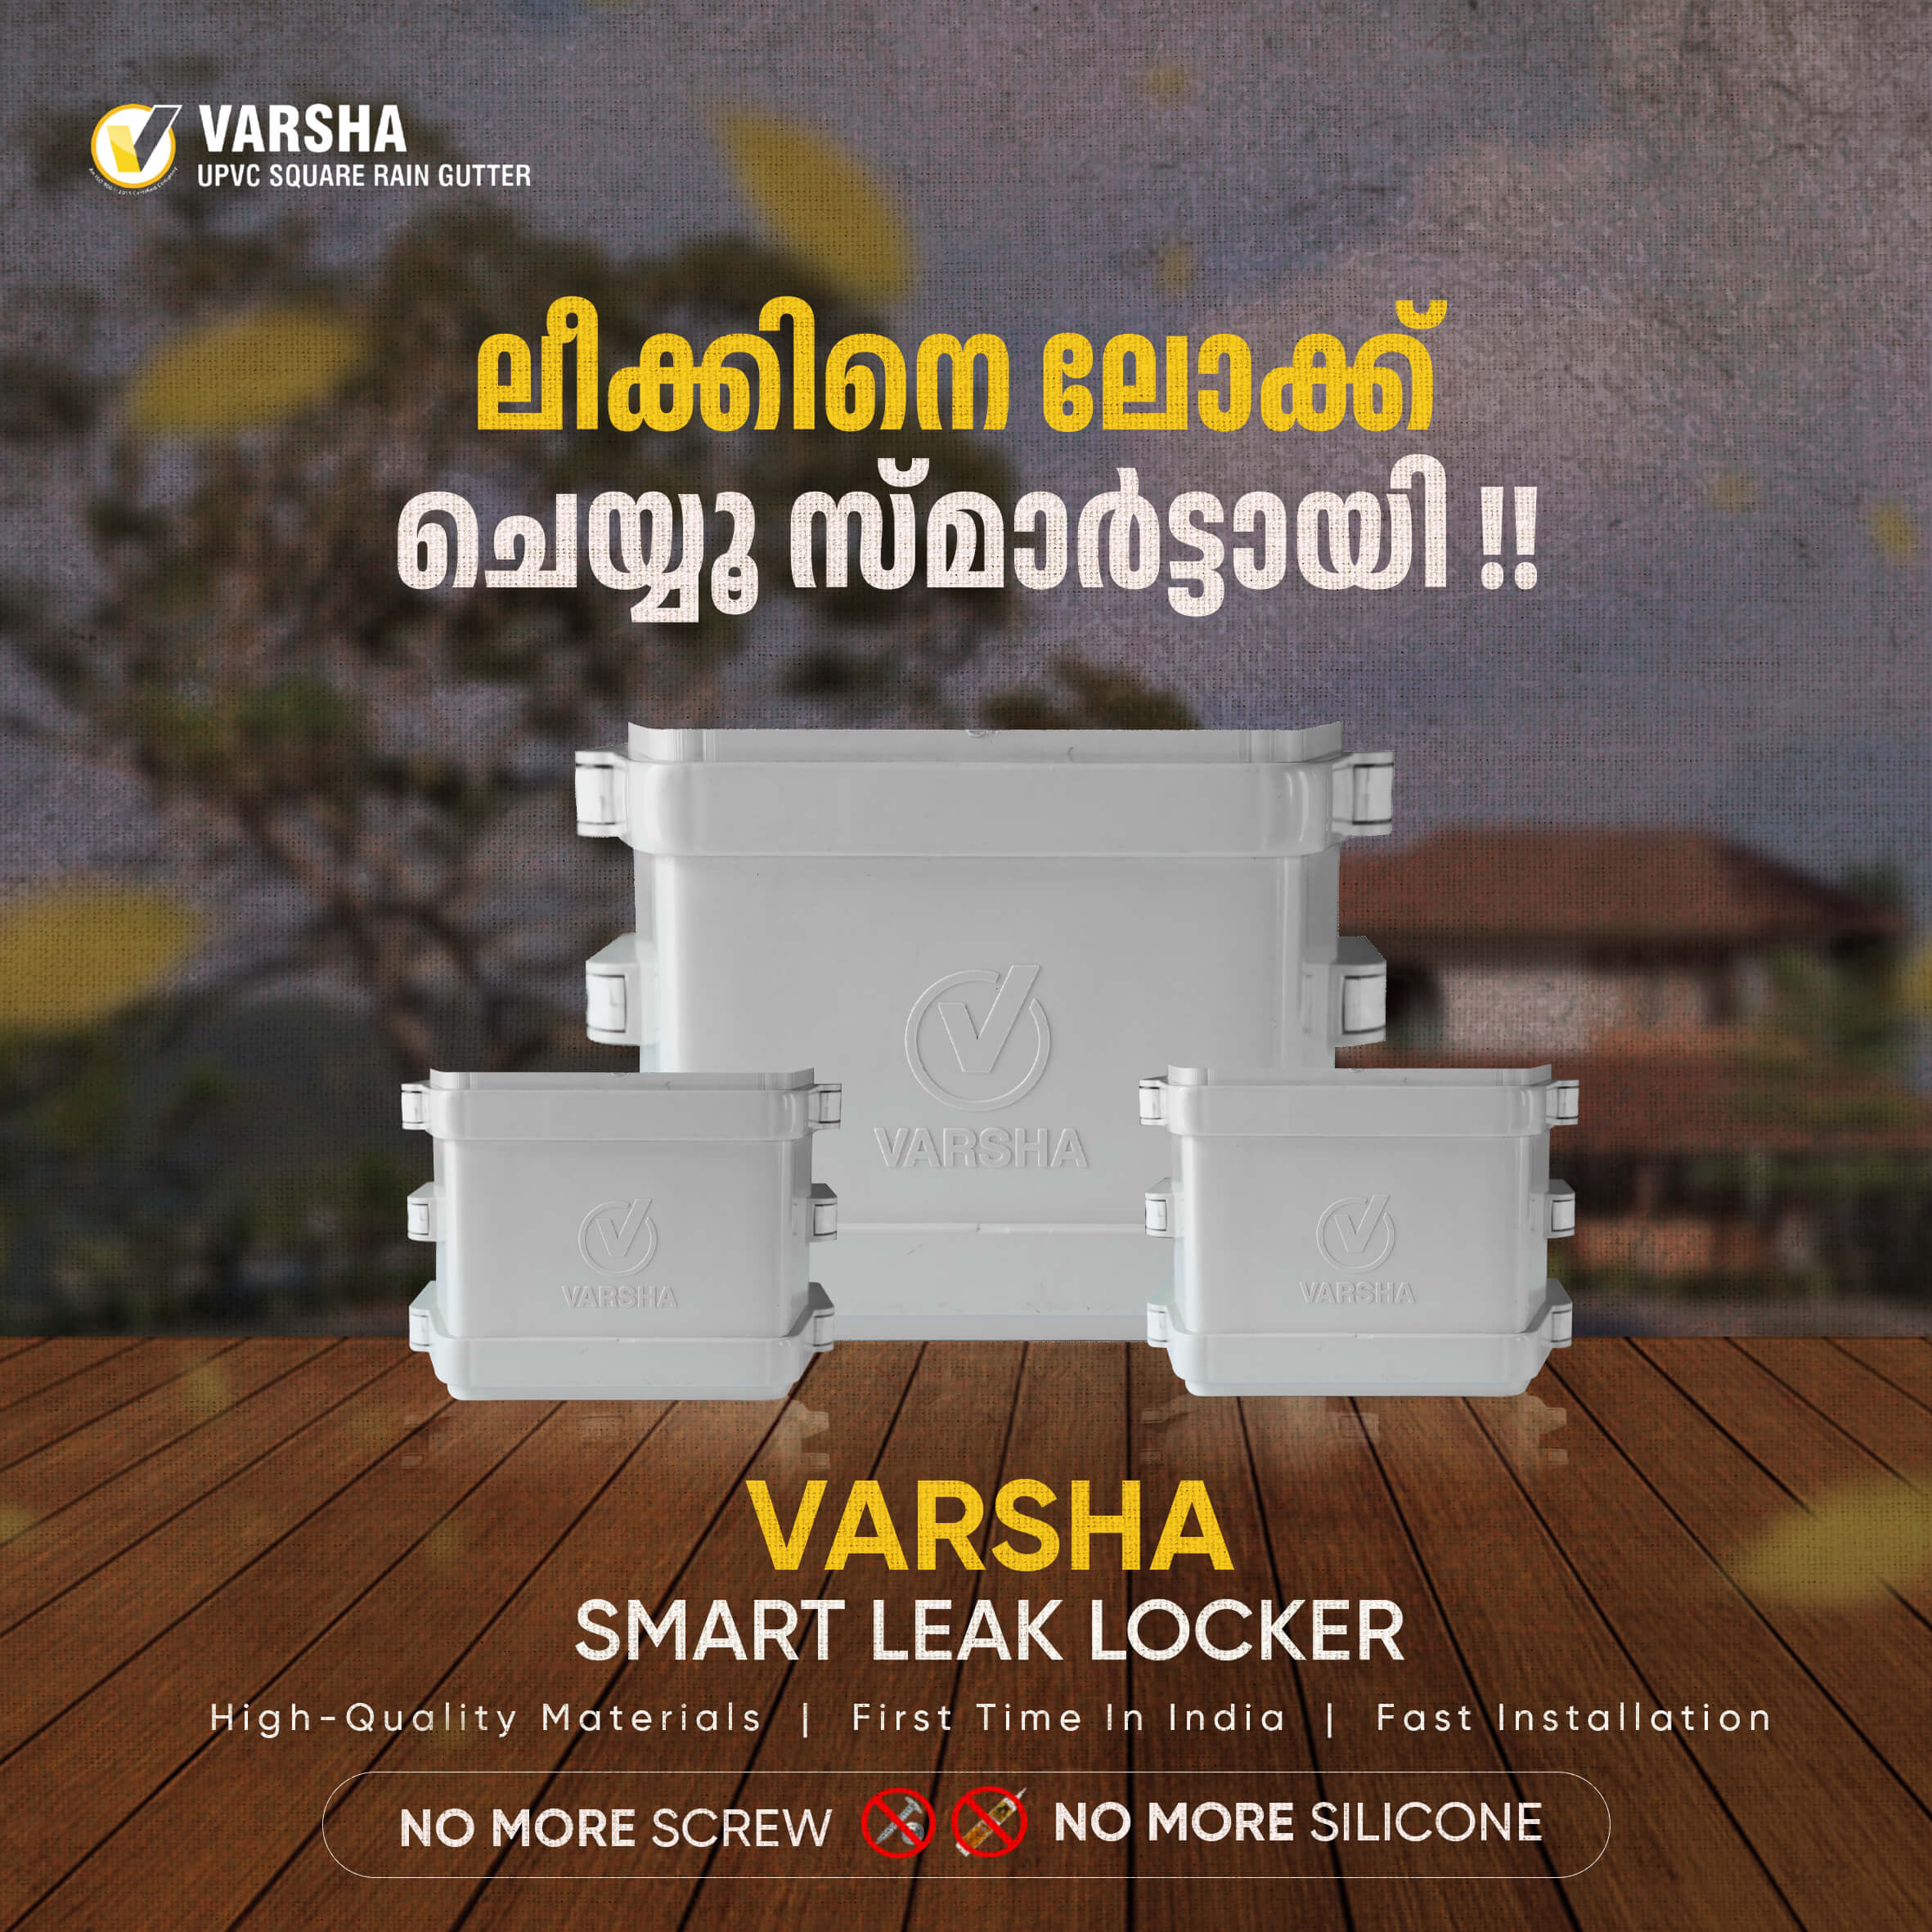 VARSHA
UPVC SQUARE RAIN GUTTER
ലീക്കിനെ ലോക്ക്
ചെയ്യൂ സ്മാർട്ടായി !!
VARSHA
VARSHA
VARSHA
VARSHA
SMART LEAK LOCKER
High-Quality Materials | First Time In India | Fast Installation
NO MORE SCREW NO MORE SILICONE